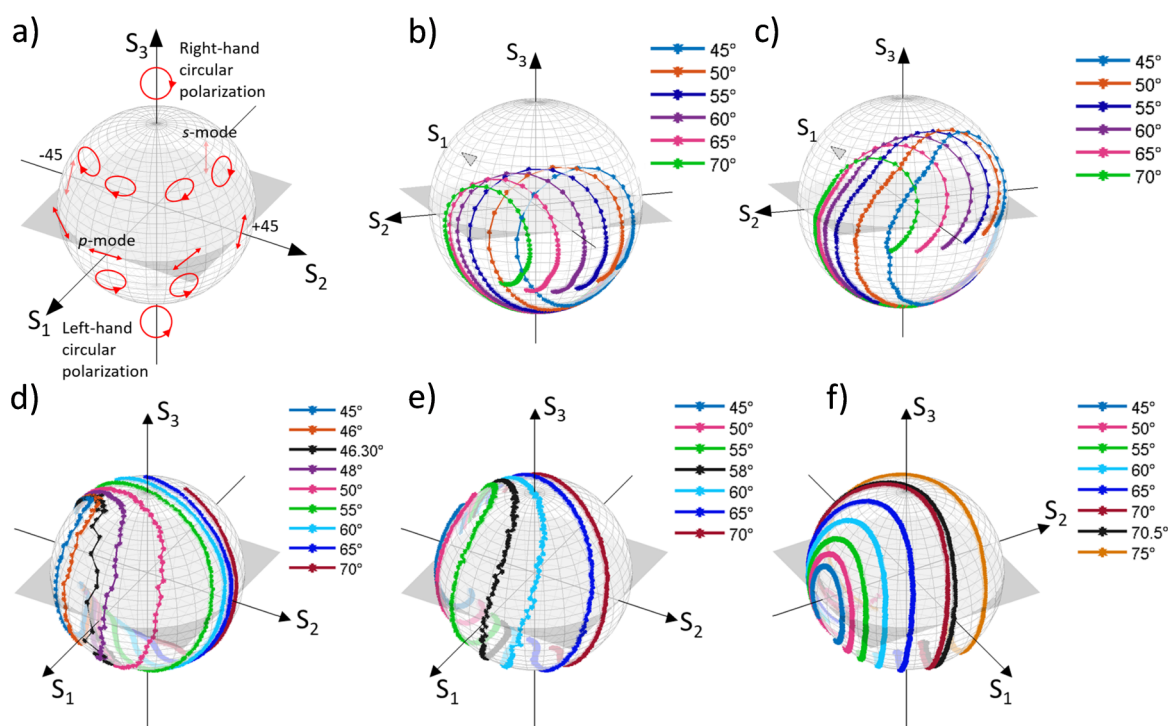 a)
S3
Right-hand
circular
polarization
s-mode
-45
+45
p-mode
S2
S1
Left-hand
circular
polarization
b)
S3
S1
S2
45°
50°
55°
60°
65°
70°
c)
S3
S1
S2
45°
50°
55°
60°
65°
70°
d)
S3
S2
S1
45°
46°
46.30°
48°
50°
55°
60°
65°
70°
e)
S3
S2
S1
45°
50°
55°
58°
60°
65°
70°
f)
S3
S2
S1
45°
50°
55°
60°
65°
70°
70.5°
75°